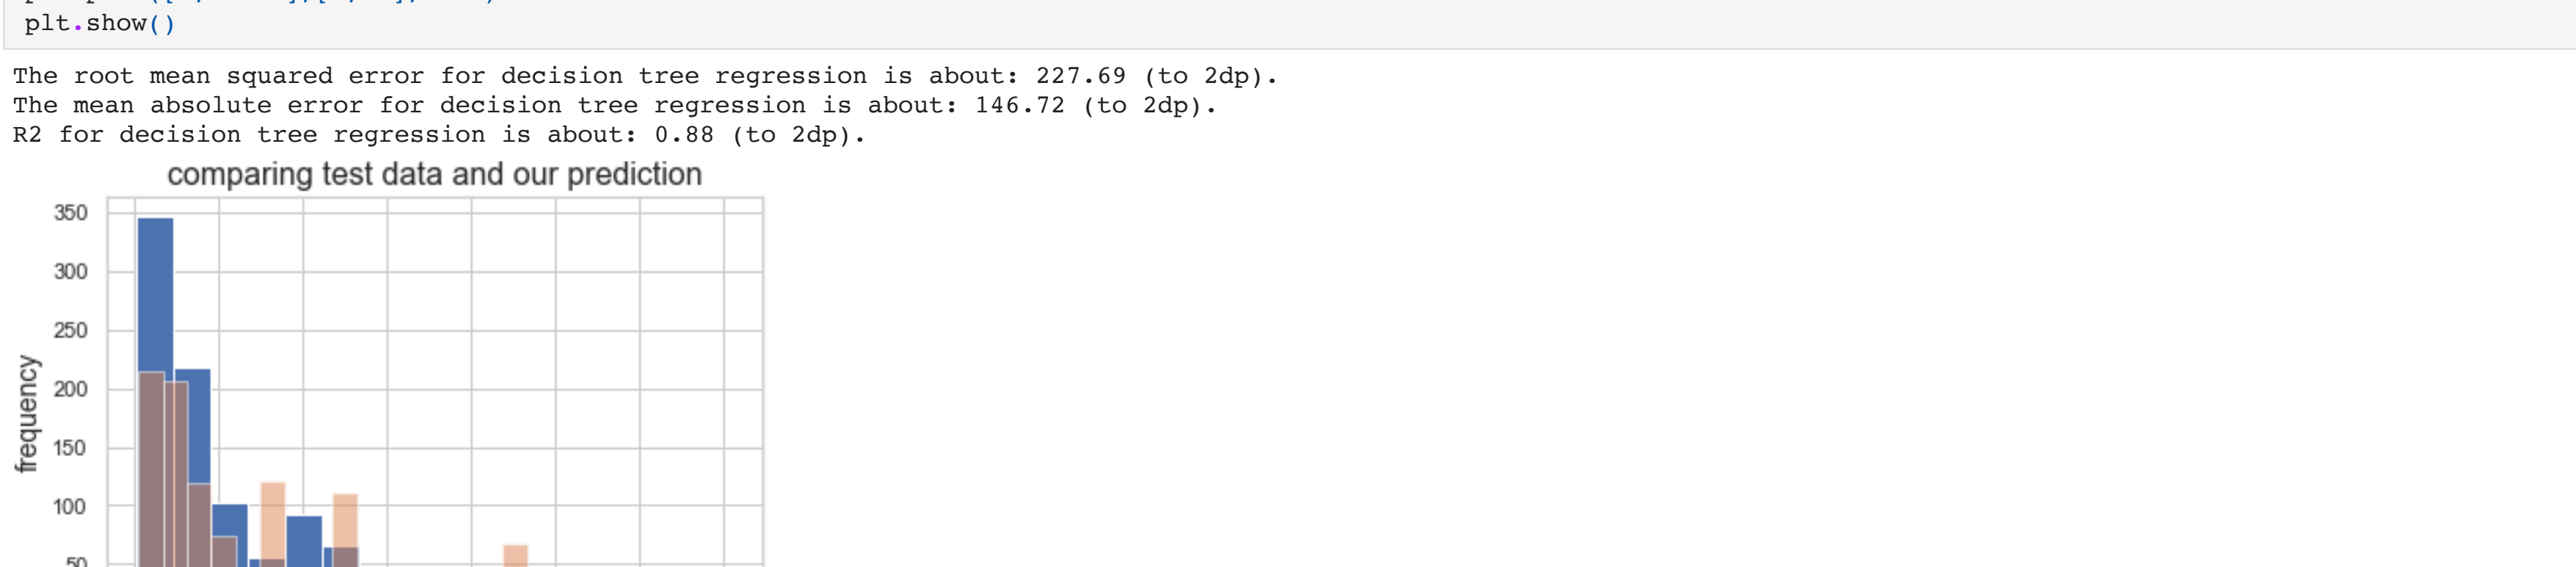 plt.show()
The root mean squared error for decision tree regression is about: 227.69 (to 2dp).
The mean absolute error for decision tree regression is about: 146.72 (to 2dp).
R2 for decision tree regression is about: 0.88 (to 2dp).
comparing test data and our prediction
350
300
250
200
150
100
50
frequency